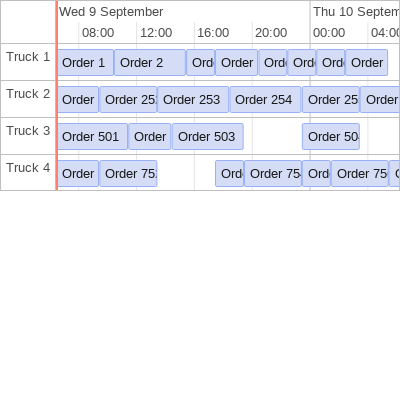 Wed 9 September Thu 10 Septem
08:00 12:00 16:00 20:00 00:00 04:00
Truck 1 Order 1 Order 2 Ord Order Ord Ord Ord Order
Truck 2 Order Order 25 Order 253 Order 254 Order 25 Order
Truck 3 Order 501 Order Order 503 Order 50
Truck 4 Order Order 75 Ord Order 75 Ord Order 75